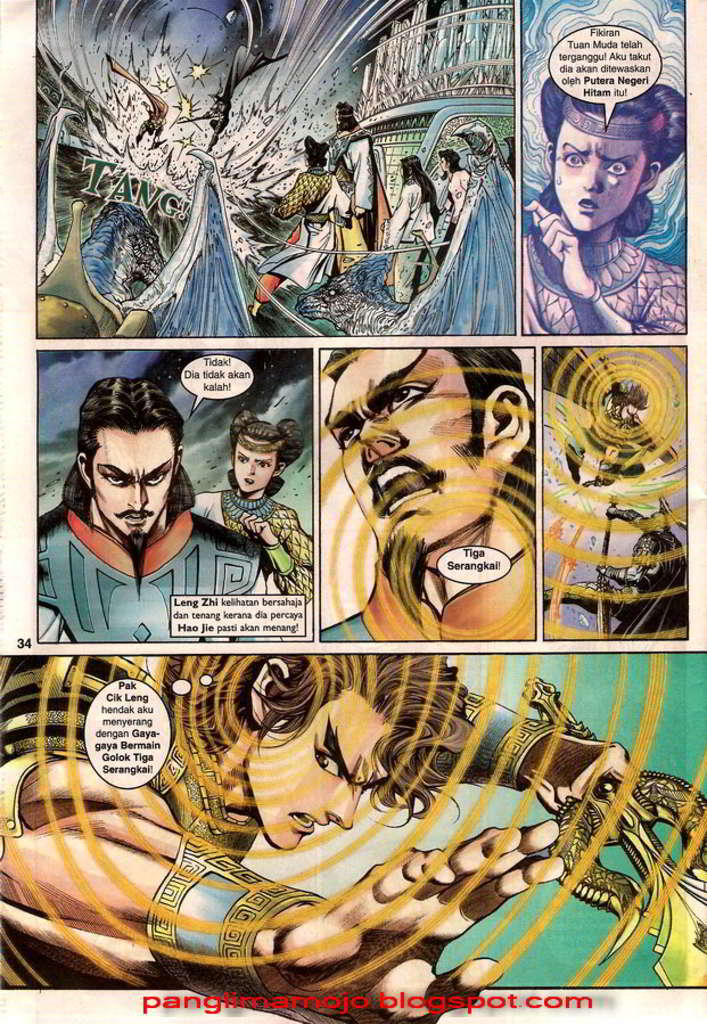 Fikiran
Tuan Muda telah
terganggu! Aku takut
dia akan ditewaskan
oleh Putera Negeri
Hitam itu!
TANG!
Tidak!
Dia tidak akan
kalah!
Leng Zhi kelihatan bersahaja
dan tenang kerana dia percaya
Hao Jie pasti akan menang!
Tiga
Serangkai!
34
Pak
Cik Leng
hendak aku
menyerang
dengan Gaya-
gaya Bermain
Golok Tiga
Serangkai!
panglimamojo.blogspot.com